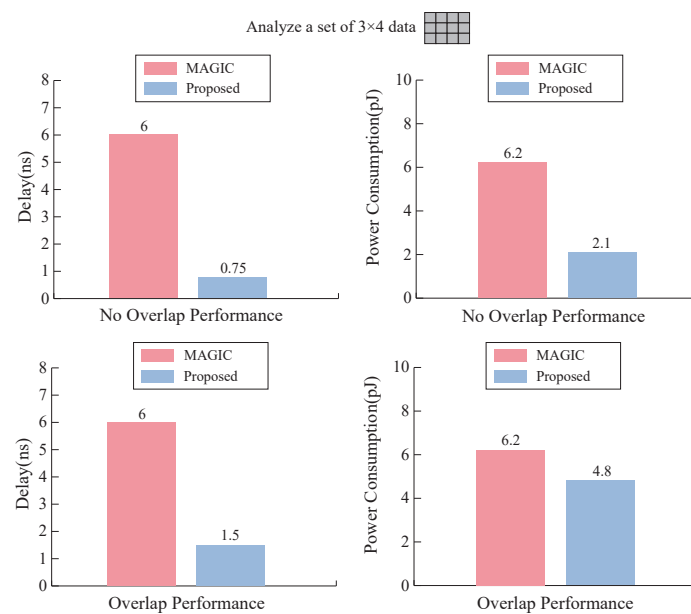 Analyze a set of 3×4 data
MAGIC
Proposed
Delay(ns)
8
7
6
5
4
3
2
1
0
6
0.75
No Overlap Performance
MAGIC
Proposed
Power Consumption(pJ)
10
8
6
4
2
0
6.2
2.1
No Overlap Performance
MAGIC
Proposed
Delay(ns)
8
7
6
5
4
3
2
1
0
6
1.5
Overlap Performance
MAGIC
Proposed
Power Consumption(pJ)
10
8
6
4
2
0
6.2
4.8
Overlap Performance